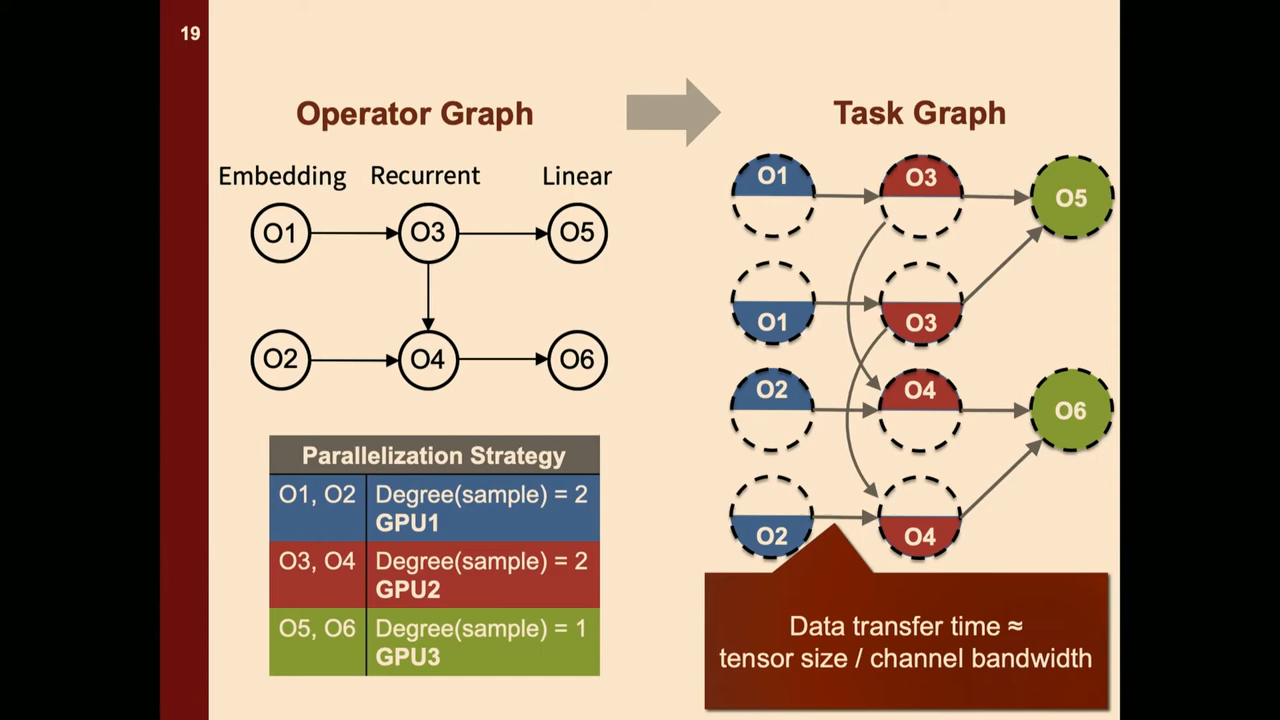 19
Operator Graph
Task Graph
Embedding Recurrent Linear
O1 O3 O5
O2 O4 O6
Parallelization Strategy
O1, O2 Degree(sample) = 2
GPU1
O3, O4 Degree(sample) = 2
GPU2
O5, O6 Degree(sample) = 1
GPU3
O1 O3 O5
O1 O3
O2 O4 O6
O2 O4
Data transfer time ≈
tensor size / channel bandwidth